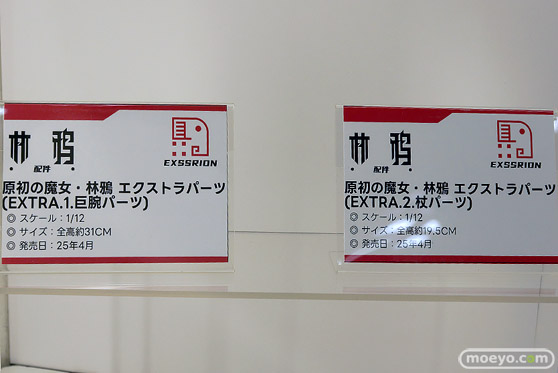 林鴉
配件
EXSSRION
原初の魔女・林鴉 エクストラパーツ
(EXTRA.1.巨腕パーツ)
◎ スケール：1/12
◎ サイズ：全高約31CM
◎ 発売日：25年4月
林鴉
配件
EXSSRION
原初の魔女・林鴉 エクストラパーツ
(EXTRA.2.杖パーツ)
◎ スケール：1/12
◎ サイズ：全高約19.5CM
◎ 発売日：25年4月
moeyo.com